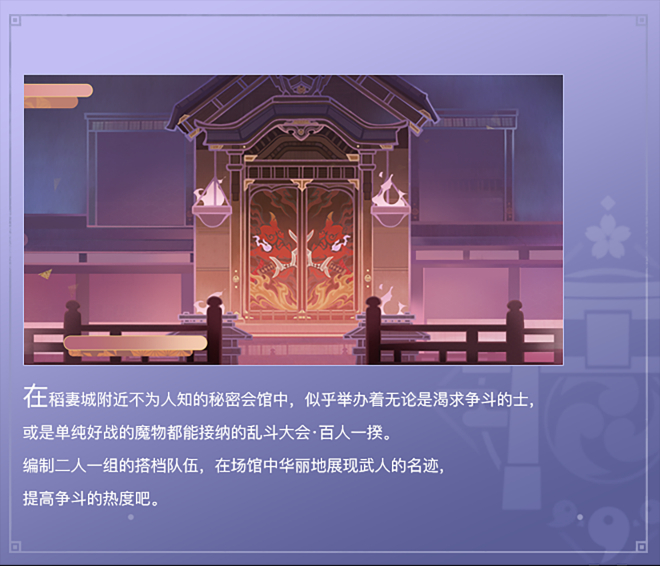 在稻妻城附近不为人知的秘密会馆中，似乎举办着无论是渴求争斗的士，
或是单纯好战的魔物都能接纳的乱斗大会·百人一揆。
编制二人一组的搭档队伍，在场馆中华丽地展现武人的名迹，
提高争斗的热度吧。